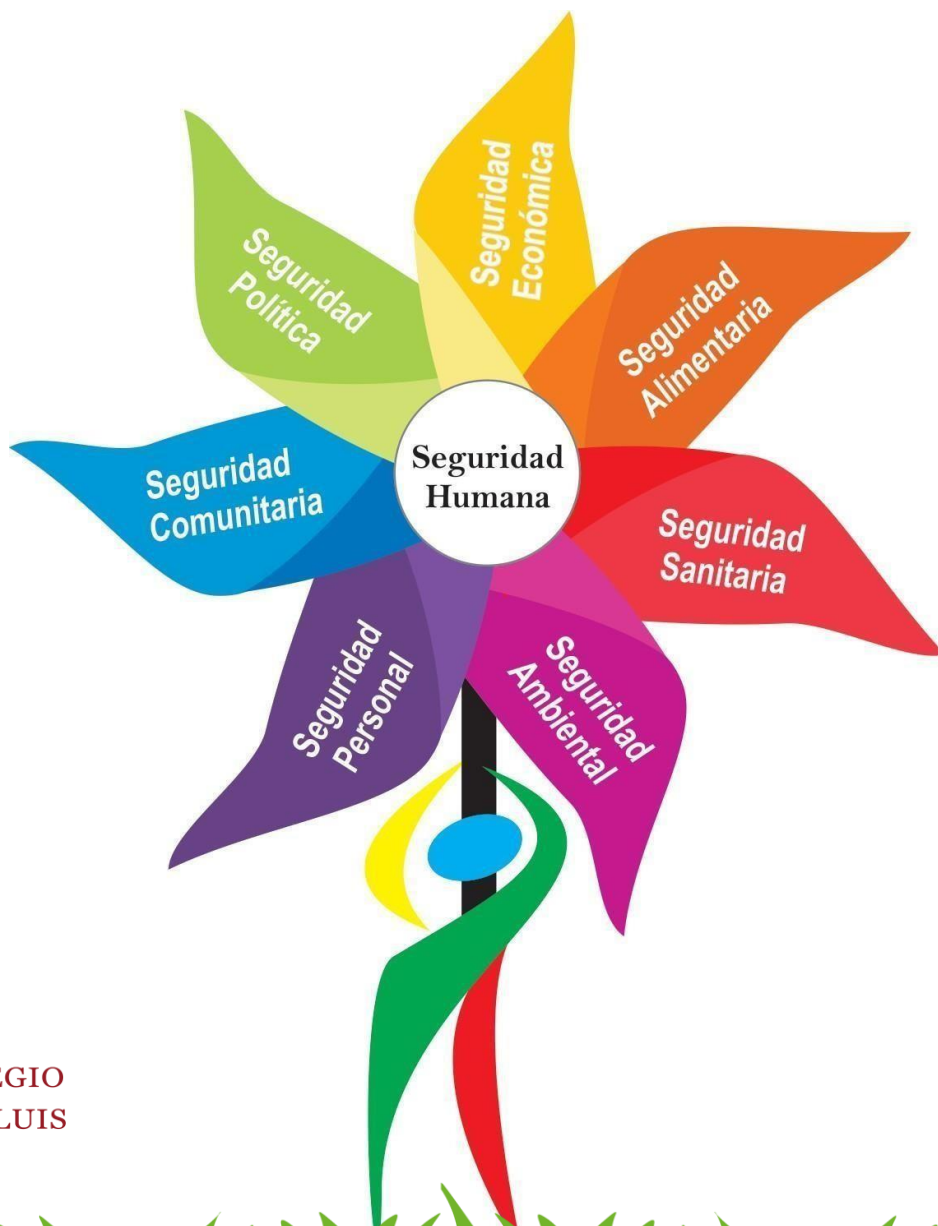 Seguridad
Económica
Seguridad
Alimentaria
Seguridad
Sanitaria
Seguridad
Ambiental
Seguridad
Personal
Seguridad
Comunitaria
Seguridad
Política
Seguridad
Humana
EGIO
LUIS